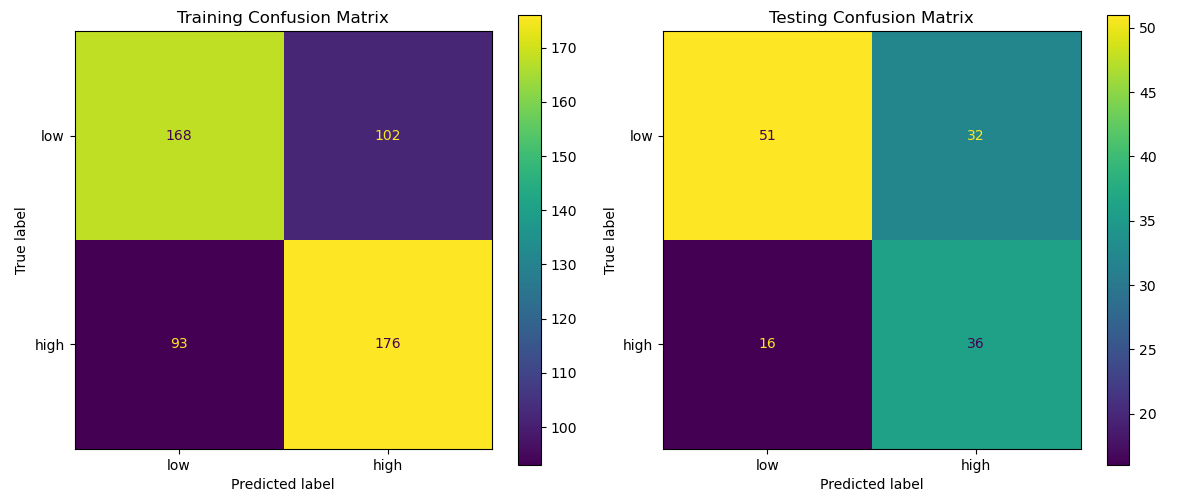 Training Confusion Matrix
True label
low
high
168
102
93
176
low
high
Predicted label
170
160
150
140
130
120
110
100
Testing Confusion Matrix
True label
low
high
51
32
16
36
low
high
Predicted label
50
45
40
35
30
25
20